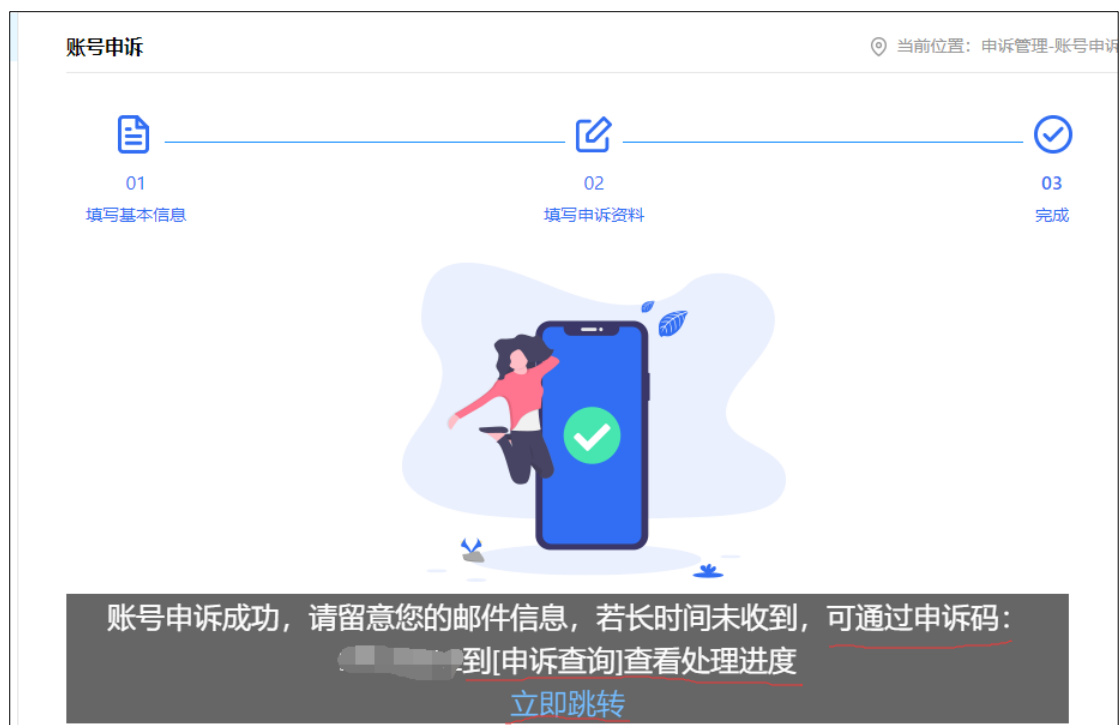 账号申诉
当前位置：申诉管理-账号申诉
01
02
03
填写基本信息
填写申诉资料
完成
账号申诉成功，请留意您的邮件信息，若长时间未收到，可通过申诉码：
到[申诉查询]查看处理进度
立即跳转